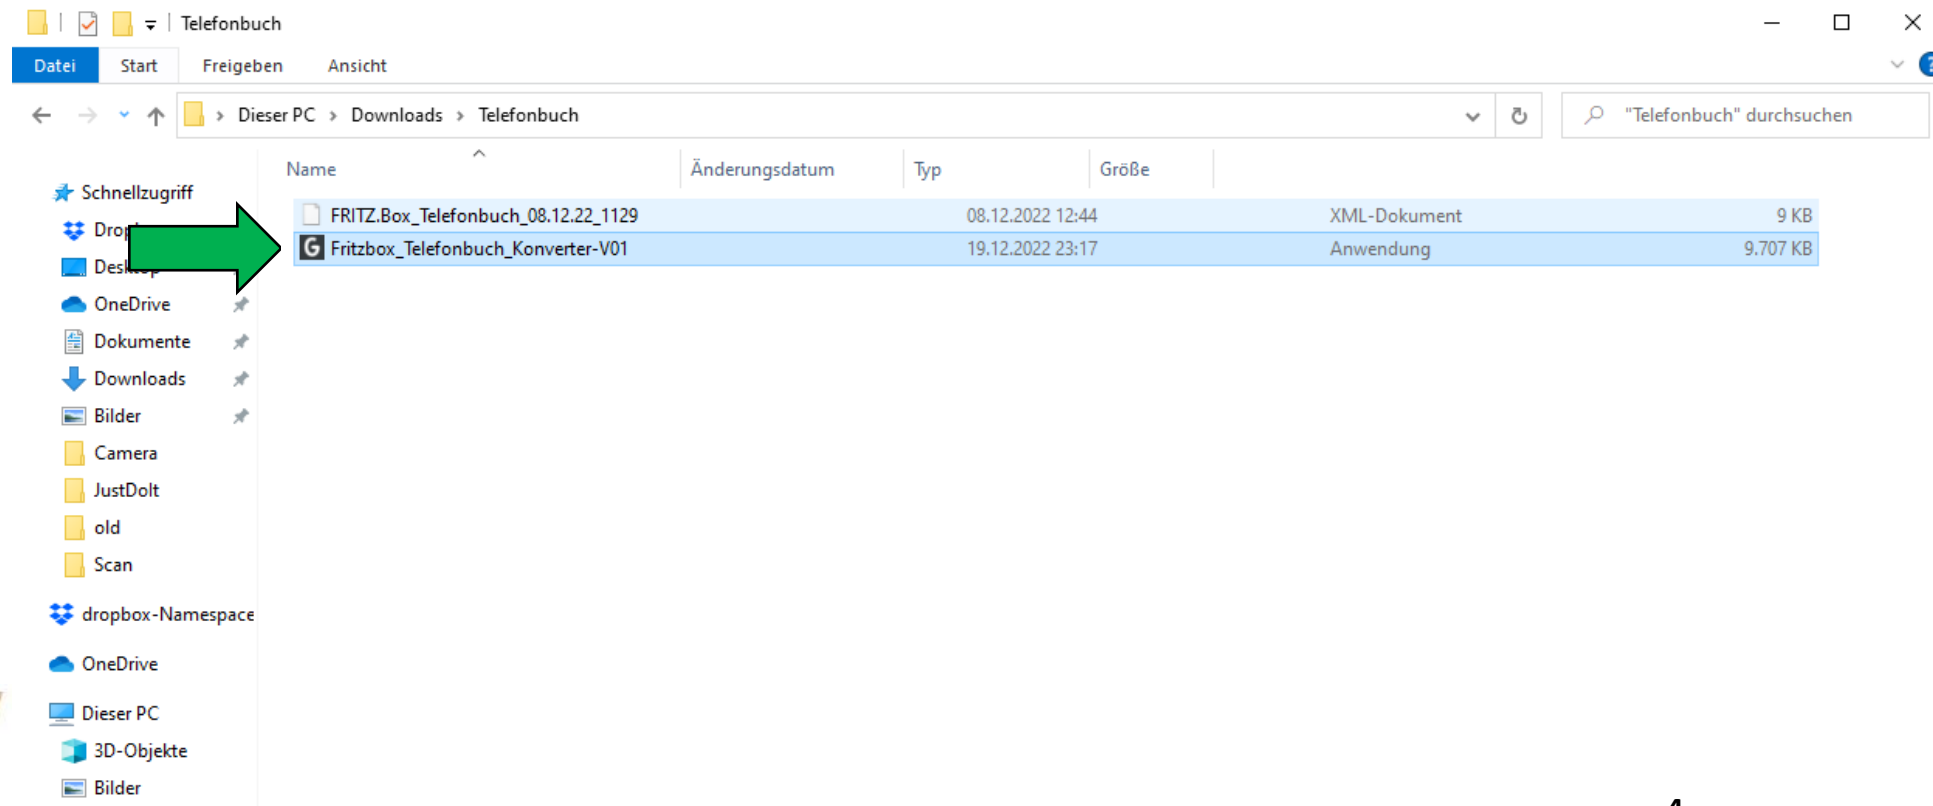 Telefonbuch
Datei Start Freigeben Ansicht
Dieser PC Downloads Telefonbuch
"Telefonbuch" durchsuchen
Name Änderungsdatum Typ Größe
Schnellzugriff
FRITZ.Box_Telefonbuch_08.12.22_1129 08.12.2022 12:44 XML-Dokument 9 KB
Fritzbox_Telefonbuch_Konverter-V01 19.12.2022 23:17 Anwendung 9.707 KB
OneDrive
Dokumente
Downloads
Bilder
Camera
JustDoIt
old
Scan
dropbox-Namespace
OneDrive
Dieser PC
3D-Objekte
Bilder